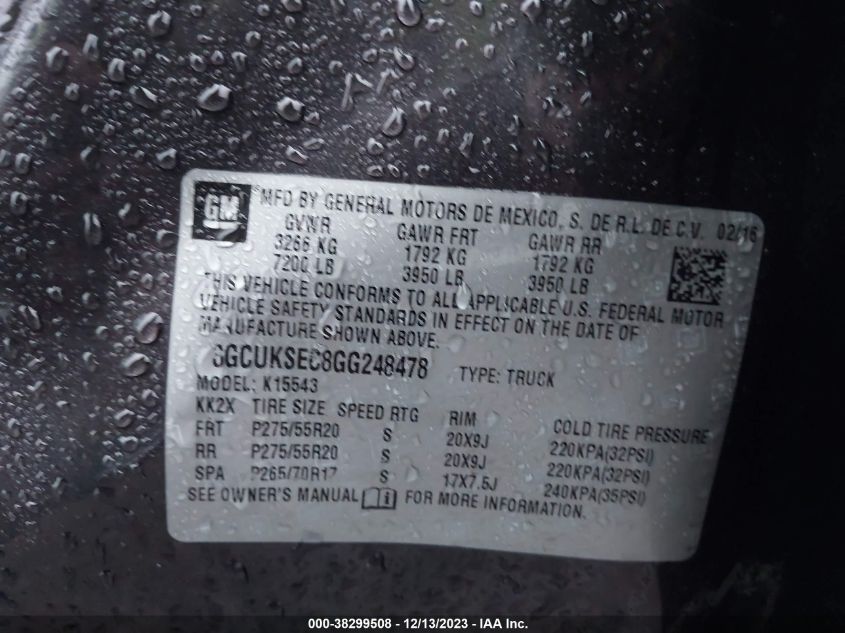 GM MFD BY GENERAL MOTORS DE MEXICO, S. DE R.L. DE C.V. 02/16
GVWR GAWR FRT GAWR RR
3266 KG 1792 KG 1792 KG
7200 LB 3950 LB 3950 LB
THIS VEHICLE CONFORMS TO ALL APPLICABLE U.S. FEDERAL MOTOR
VEHICLE SAFETY STANDARDS IN EFFECT ON THE DATE OF
MANUFACTURE SHOWN ABOVE.
3GCUKSEC8GG248478 TYPE: TRUCK
MODEL: K15543
KK2X TIRE SIZE SPEED RTG RIM COLD TIRE PRESSURE
FRT P275/55R20 S 20X9J 220KPA(32PSI)
RR P275/55R20 S 20X9J 220KPA(32PSI)
SPA P265/70R17 S 17X7.5J 240KPA(35PSI)
SEE OWNER'S MANUAL FOR MORE INFORMATION.
000-38299508 - 12/13/2023 - IAA Inc.